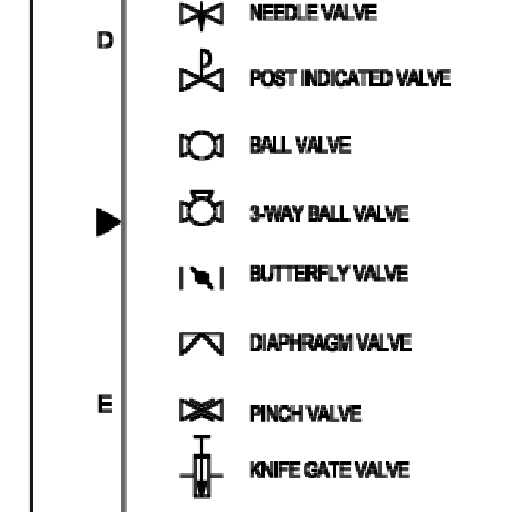 NEEDLE VALVE
D
P
POST INDICATED VALVE
BALL VALVE
3-WAY BALL VALVE
BUTTERFLY VALVE
DIAPHRAGM VALVE
E
PINCH VALVE
KNIFE GATE VALVE